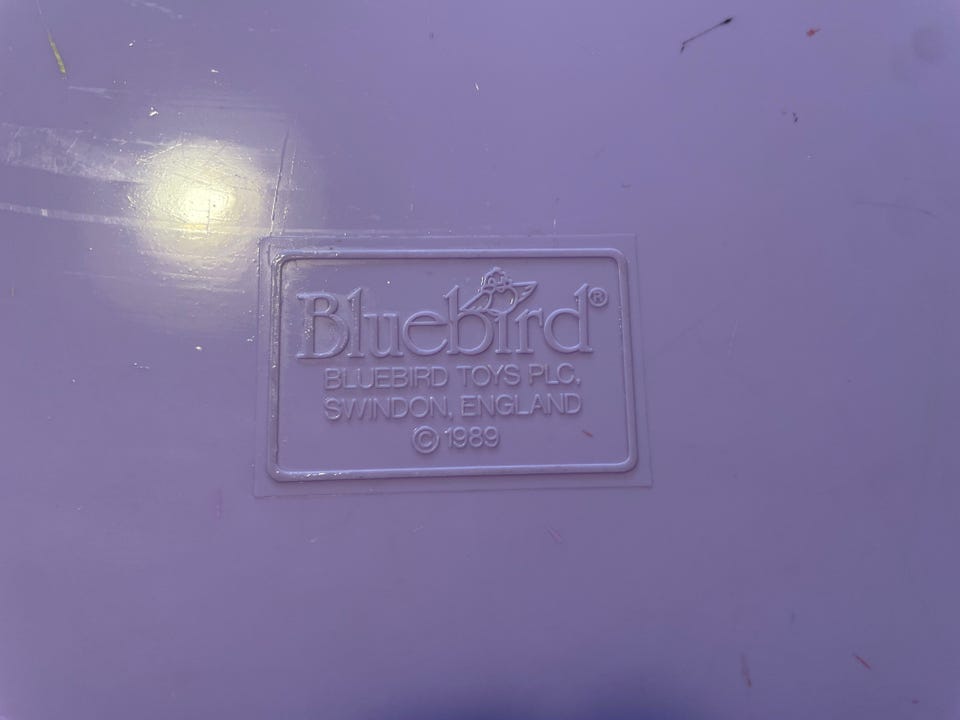 Bluebird®
BLUEBIRD TOYS PLC,
SWINDON, ENGLAND
© 1989